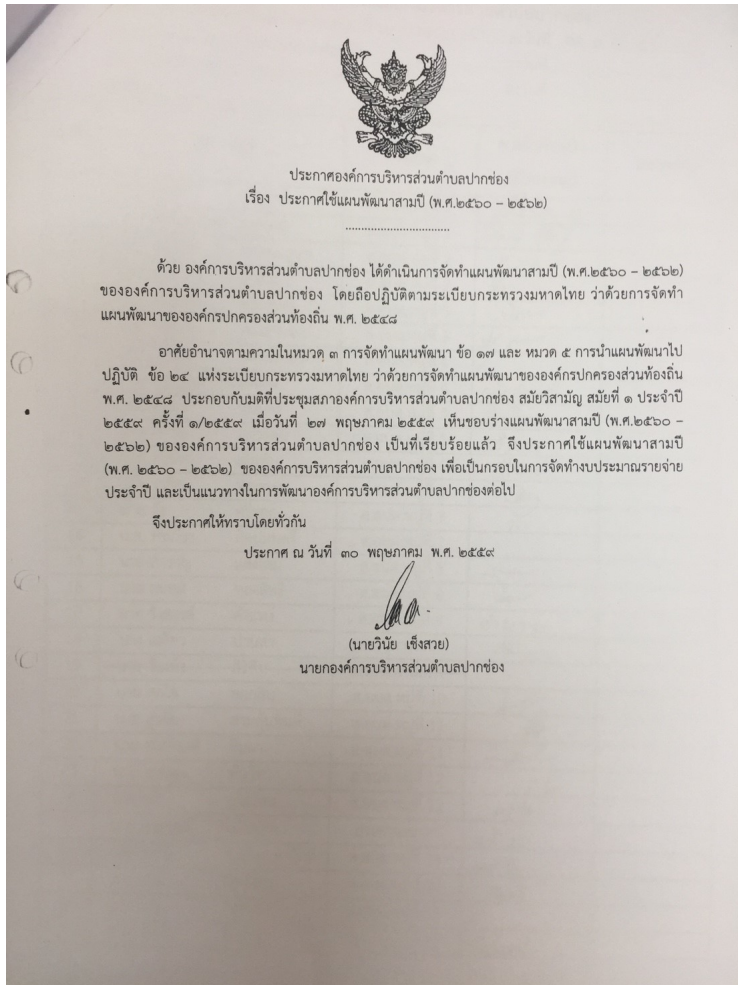 ประกาศองค์การบริหารส่วนตำบลปากช่อง
เรื่อง ประกาศใช้แผนพัฒนาสามปี (พ.ศ.๒๕๖๐ – ๒๕๖๒)
..................................
ด้วย องค์การบริหารส่วนตำบลปากช่อง ได้ดำเนินการจัดทำแผนพัฒนาสามปี (พ.ศ.๒๕๖๐ – ๒๕๖๒)
ขององค์การบริหารส่วนตำบลปากช่อง โดยถือปฏิบัติตามระเบียบกระทรวงมหาดไทย ว่าด้วยการจัดทำ
แผนพัฒนาขององค์กรปกครองส่วนท้องถิ่น พ.ศ. ๒๕๔๘
อาศัยอำนาจตามความในหมวด ๓ การจัดทำแผนพัฒนา ข้อ ๑๗ และ หมวด ๕ การนำแผนพัฒนาไป
ปฏิบัติ ข้อ ๒๔ แห่งระเบียบกระทรวงมหาดไทย ว่าด้วยการจัดทำแผนพัฒนาขององค์กรปกครองส่วนท้องถิ่น
พ.ศ. ๒๕๔๘ ประกอบกับมติที่ประชุมสภาองค์การบริหารส่วนตำบลปากช่อง สมัยวิสามัญ สมัยที่ ๑ ประจำปี
๒๕๕๙ ครั้งที่ ๑/๒๕๕๙ เมื่อวันที่ ๒๗ พฤษภาคม ๒๕๕๙ เห็นชอบร่างแผนพัฒนาสามปี (พ.ศ.๒๕๖๐ –
๒๕๖๒) ขององค์การบริหารส่วนตำบลปากช่อง เป็นที่เรียบร้อยแล้ว จึงประกาศใช้แผนพัฒนาสามปี
(พ.ศ. ๒๕๖๐ – ๒๕๖๒) ขององค์การบริหารส่วนตำบลปากช่อง เพื่อเป็นกรอบในการจัดทำงบประมาณรายจ่าย
ประจำปี และเป็นแนวทางในการพัฒนาองค์การบริหารส่วนตำบลปากช่องต่อไป
จึงประกาศให้ทราบโดยทั่วกัน
ประกาศ ณ วันที่ ๓๐ พฤษภาคม พ.ศ. ๒๕๕๙
(นายวินัย เซ็งสวย)
นายกองค์การบริหารส่วนตำบลปากช่อง